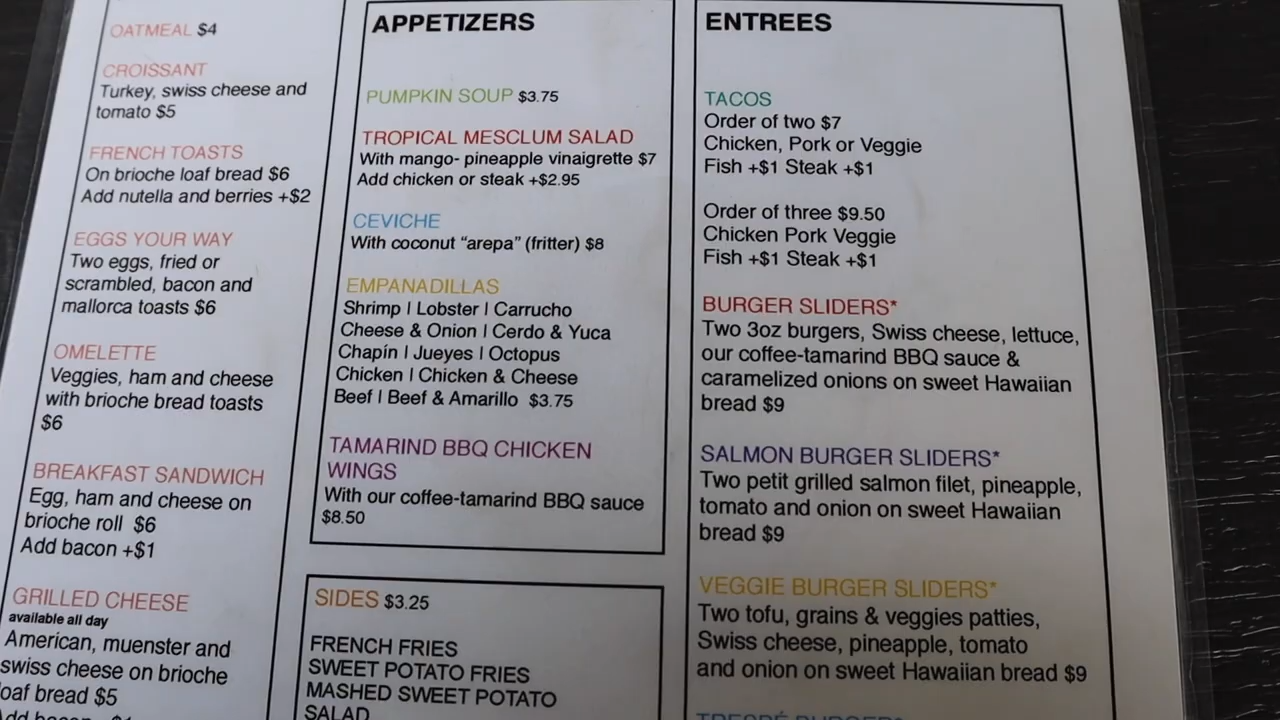 OATMEAL $4
CROISSANT
Turkey, swiss cheese and
tomato $5
FRENCH TOASTS
On brioche loaf bread $6
Add nutella and berries +$2
EGGS YOUR WAY
Two eggs, fried or
scrambled, bacon and
mallorca toasts $6
OMELETTE
Veggies, ham and cheese
with brioche bread toasts
$6
BREAKFAST SANDWICH
Egg, ham and cheese on
brioche roll $6
Add bacon +$1
GRILLED CHEESE
available all day
American, muenster and
swiss cheese on brioche
loaf bread $5
APPETIZERS
PUMPKIN SOUP $3.75
TROPICAL MESCLUM SALAD
With mango- pineapple vinaigrette $7
Add chicken or steak +$2.95
CEVICHE
With coconut “arepa” (fritter) $8
EMPANADILLAS
Shrimp | Lobster | Carrucho
Cheese & Onion | Cerdo & Yuca
Chapín | Jueyes | Octopus
Chicken | Chicken & Cheese
Beef | Beef & Amarillo $3.75
TAMARIND BBQ CHICKEN
WINGS
With our coffee-tamarind BBQ sauce
$8.50
SIDES $3.25
FRENCH FRIES
SWEET POTATO FRIES
MASHED SWEET POTATO
SALAD
ENTREES
TACOS
Order of two $7
Chicken, Pork or Veggie
Fish +$1 Steak +$1
Order of three $9.50
Chicken Pork Veggie
Fish +$1 Steak +$1
BURGER SLIDERS*
Two 3oz burgers, Swiss cheese, lettuce,
our coffee-tamarind BBQ sauce &
caramelized onions on sweet Hawaiian
bread $9
SALMON BURGER SLIDERS*
Two petit grilled salmon filet, pineapple,
tomato and onion on sweet Hawaiian
bread $9
VEGGIE BURGER SLIDERS*
Two tofu, grains & veggies patties,
Swiss cheese, pineapple, tomato
and onion on sweet Hawaiian bread $9